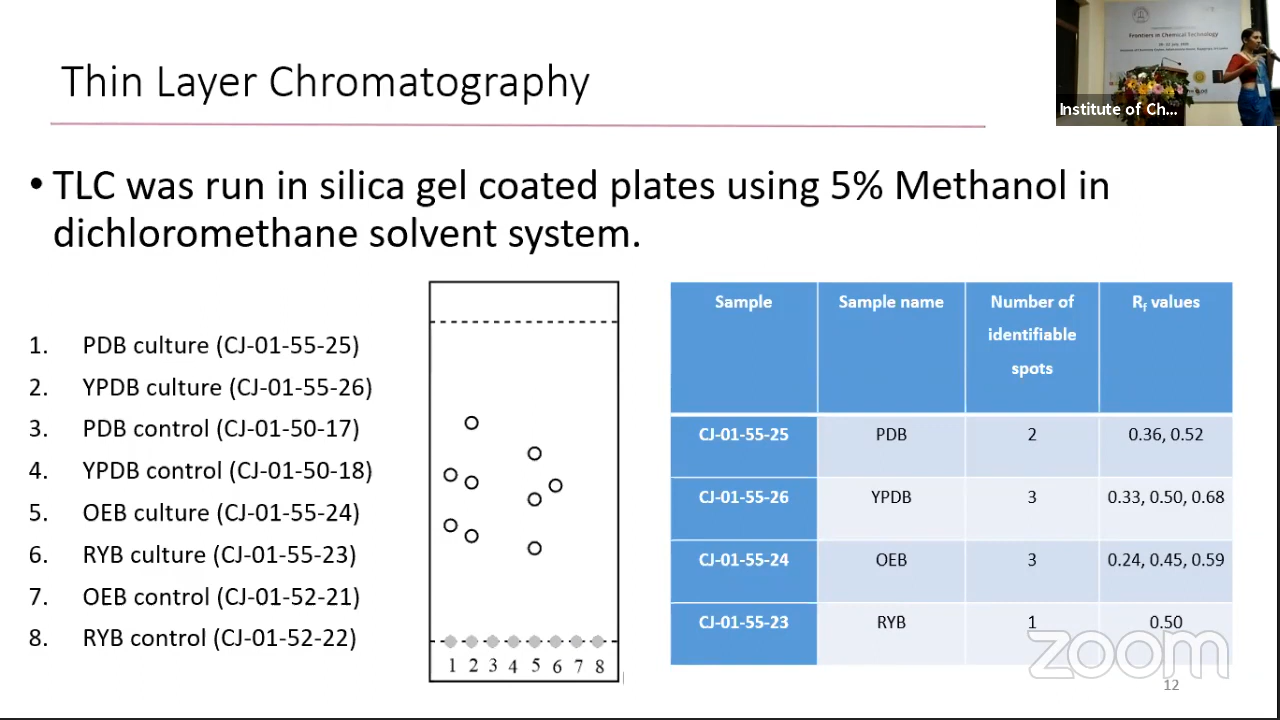 Thin Layer Chromatography
Frontiers in Chemical Technology
Institute of Ch...
• TLC was run in silica gel coated plates using 5% Methanol in
dichloromethane solvent system.
1. PDB culture (CJ-01-55-25)
2. YPDB culture (CJ-01-55-26)
3. PDB control (CJ-01-50-17)
4. YPDB control (CJ-01-50-18)
5. OEB culture (CJ-01-55-24)
6. RYB culture (CJ-01-55-23)
7. OEB control (CJ-01-52-21)
8. RYB control (CJ-01-52-22)
1 2 3 4 5 6 7 8
Sample Sample name Number of identifiable spots Rf values
CJ-01-55-25 PDB 2 0.36, 0.52
CJ-01-55-26 YPDB 3 0.33, 0.50, 0.68
CJ-01-55-24 OEB 3 0.24, 0.45, 0.59
CJ-01-55-23 RYB 1 0.50
zoom
12